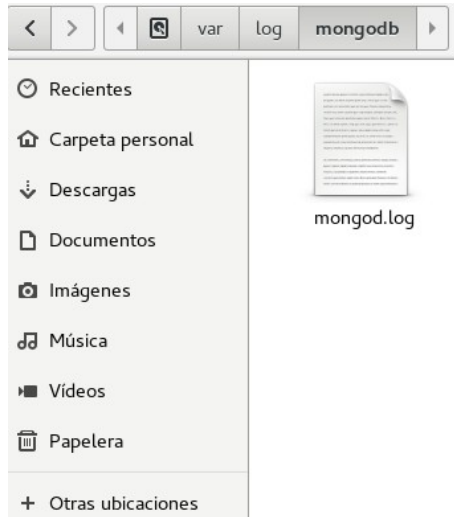 var log mongodb
Recientes
Carpeta personal
Descargas
Documentos
Imágenes
Música
Vídeos
Papelera
Otras ubicaciones
mongod.log